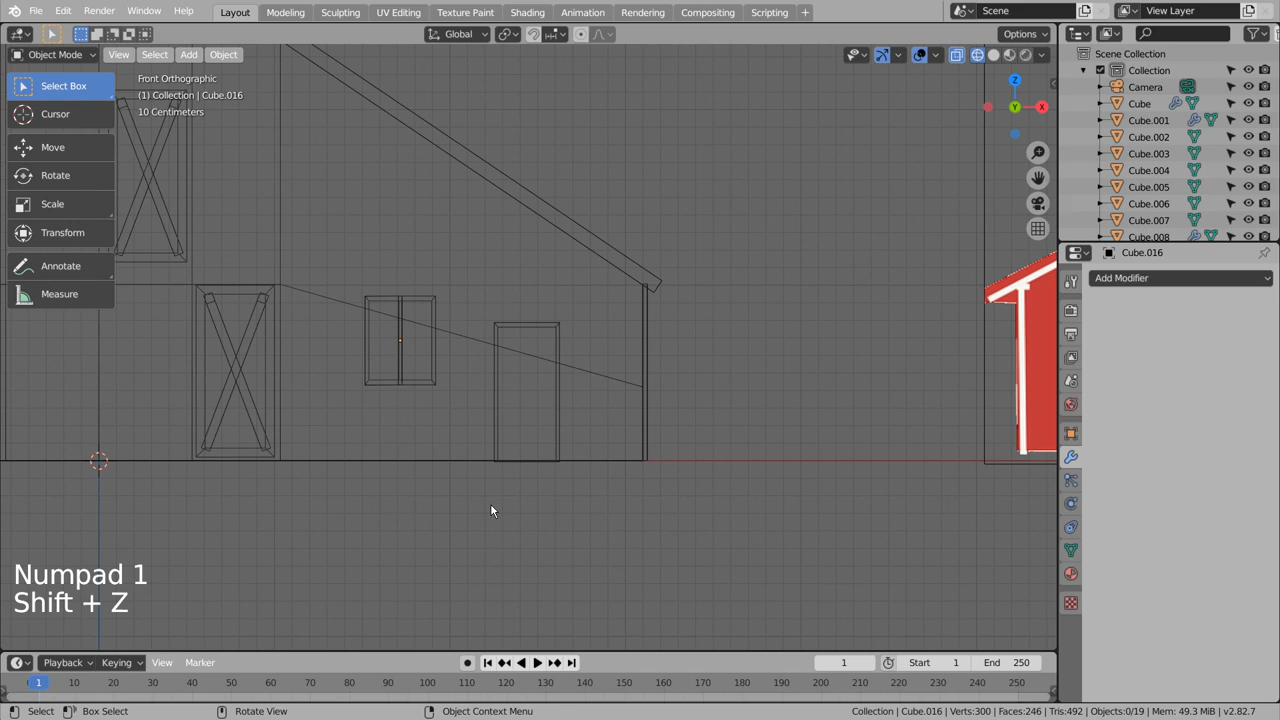 File Edit Render Window Help
Layout Modeling Sculpting UV Editing Texture Paint Shading Animation Rendering Compositing Scripting +
Scene
View Layer
Global
Options
Object Mode View Select Add Object
Select Box
Cursor
Move
Rotate
Scale
Transform
Annotate
Measure
Front Orthographic
(1) Collection | Cube.016
10 Centimeters
Z
Y
X
Scene Collection
Collection
Camera
Cube
Cube.001
Cube.002
Cube.003
Cube.004
Cube.005
Cube.006
Cube.007
Cube.008
Cube.016
Add Modifier
Numpad 1
Shift + Z
Playback Keying View Marker
1 Start 1 End 250
1 10 20 30 40 50 60 70 80 90 100 110 120 130 140 150 160 170 180 190 200 210 220 230 240 250
Select Box Select Rotate View Object Context Menu
Collection | Cube.016 | Verts:300 | Faces:246 | Tris:492 | Objects:0/19 | Mem: 49.3 MiB | v2.82.7